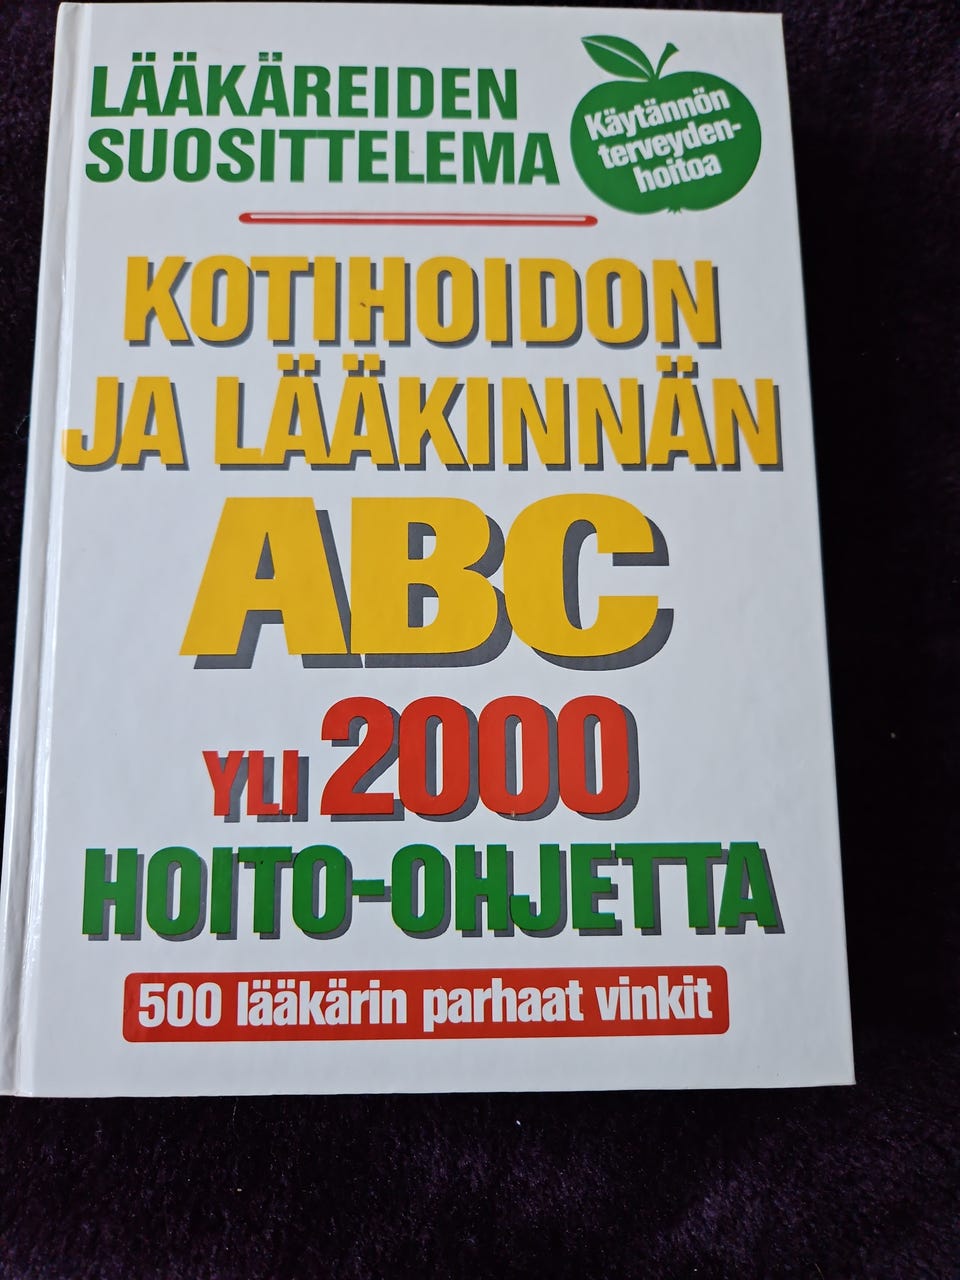 LÄÄKÄREIDEN
SUOSITTELEMA
Käytännön
terveyden-
hoitoa
KOTIHOIDON
JA LÄÄKINNÄN
ABC
YLI 2000
HOITO-OHJETTA
500 lääkärin parhaat vinkit